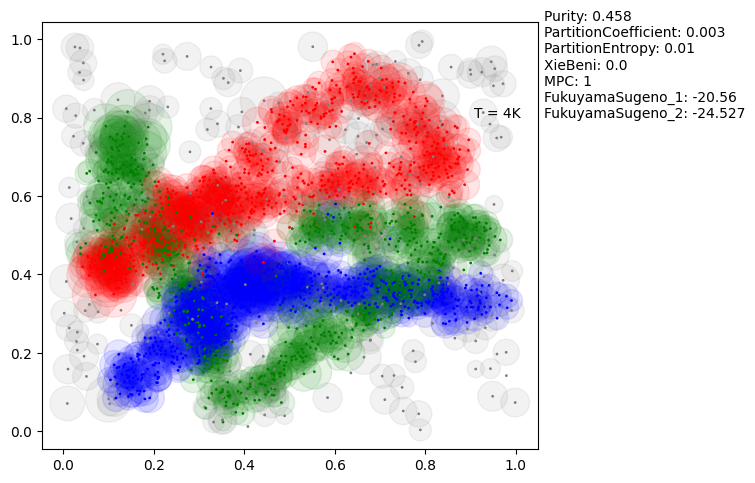 Purity: 0.458
PartitionCoefficient: 0.003
PartitionEntropy: 0.01
XieBeni: 0.0
MPC: 1
FukuyamaSugeno_1: -20.56
FukuyamaSugeno_2: -24.527
T = 4K
1.0
0.8
0.6
0.4
0.2
0.0
0.0 0.2 0.4 0.6 0.8 1.0